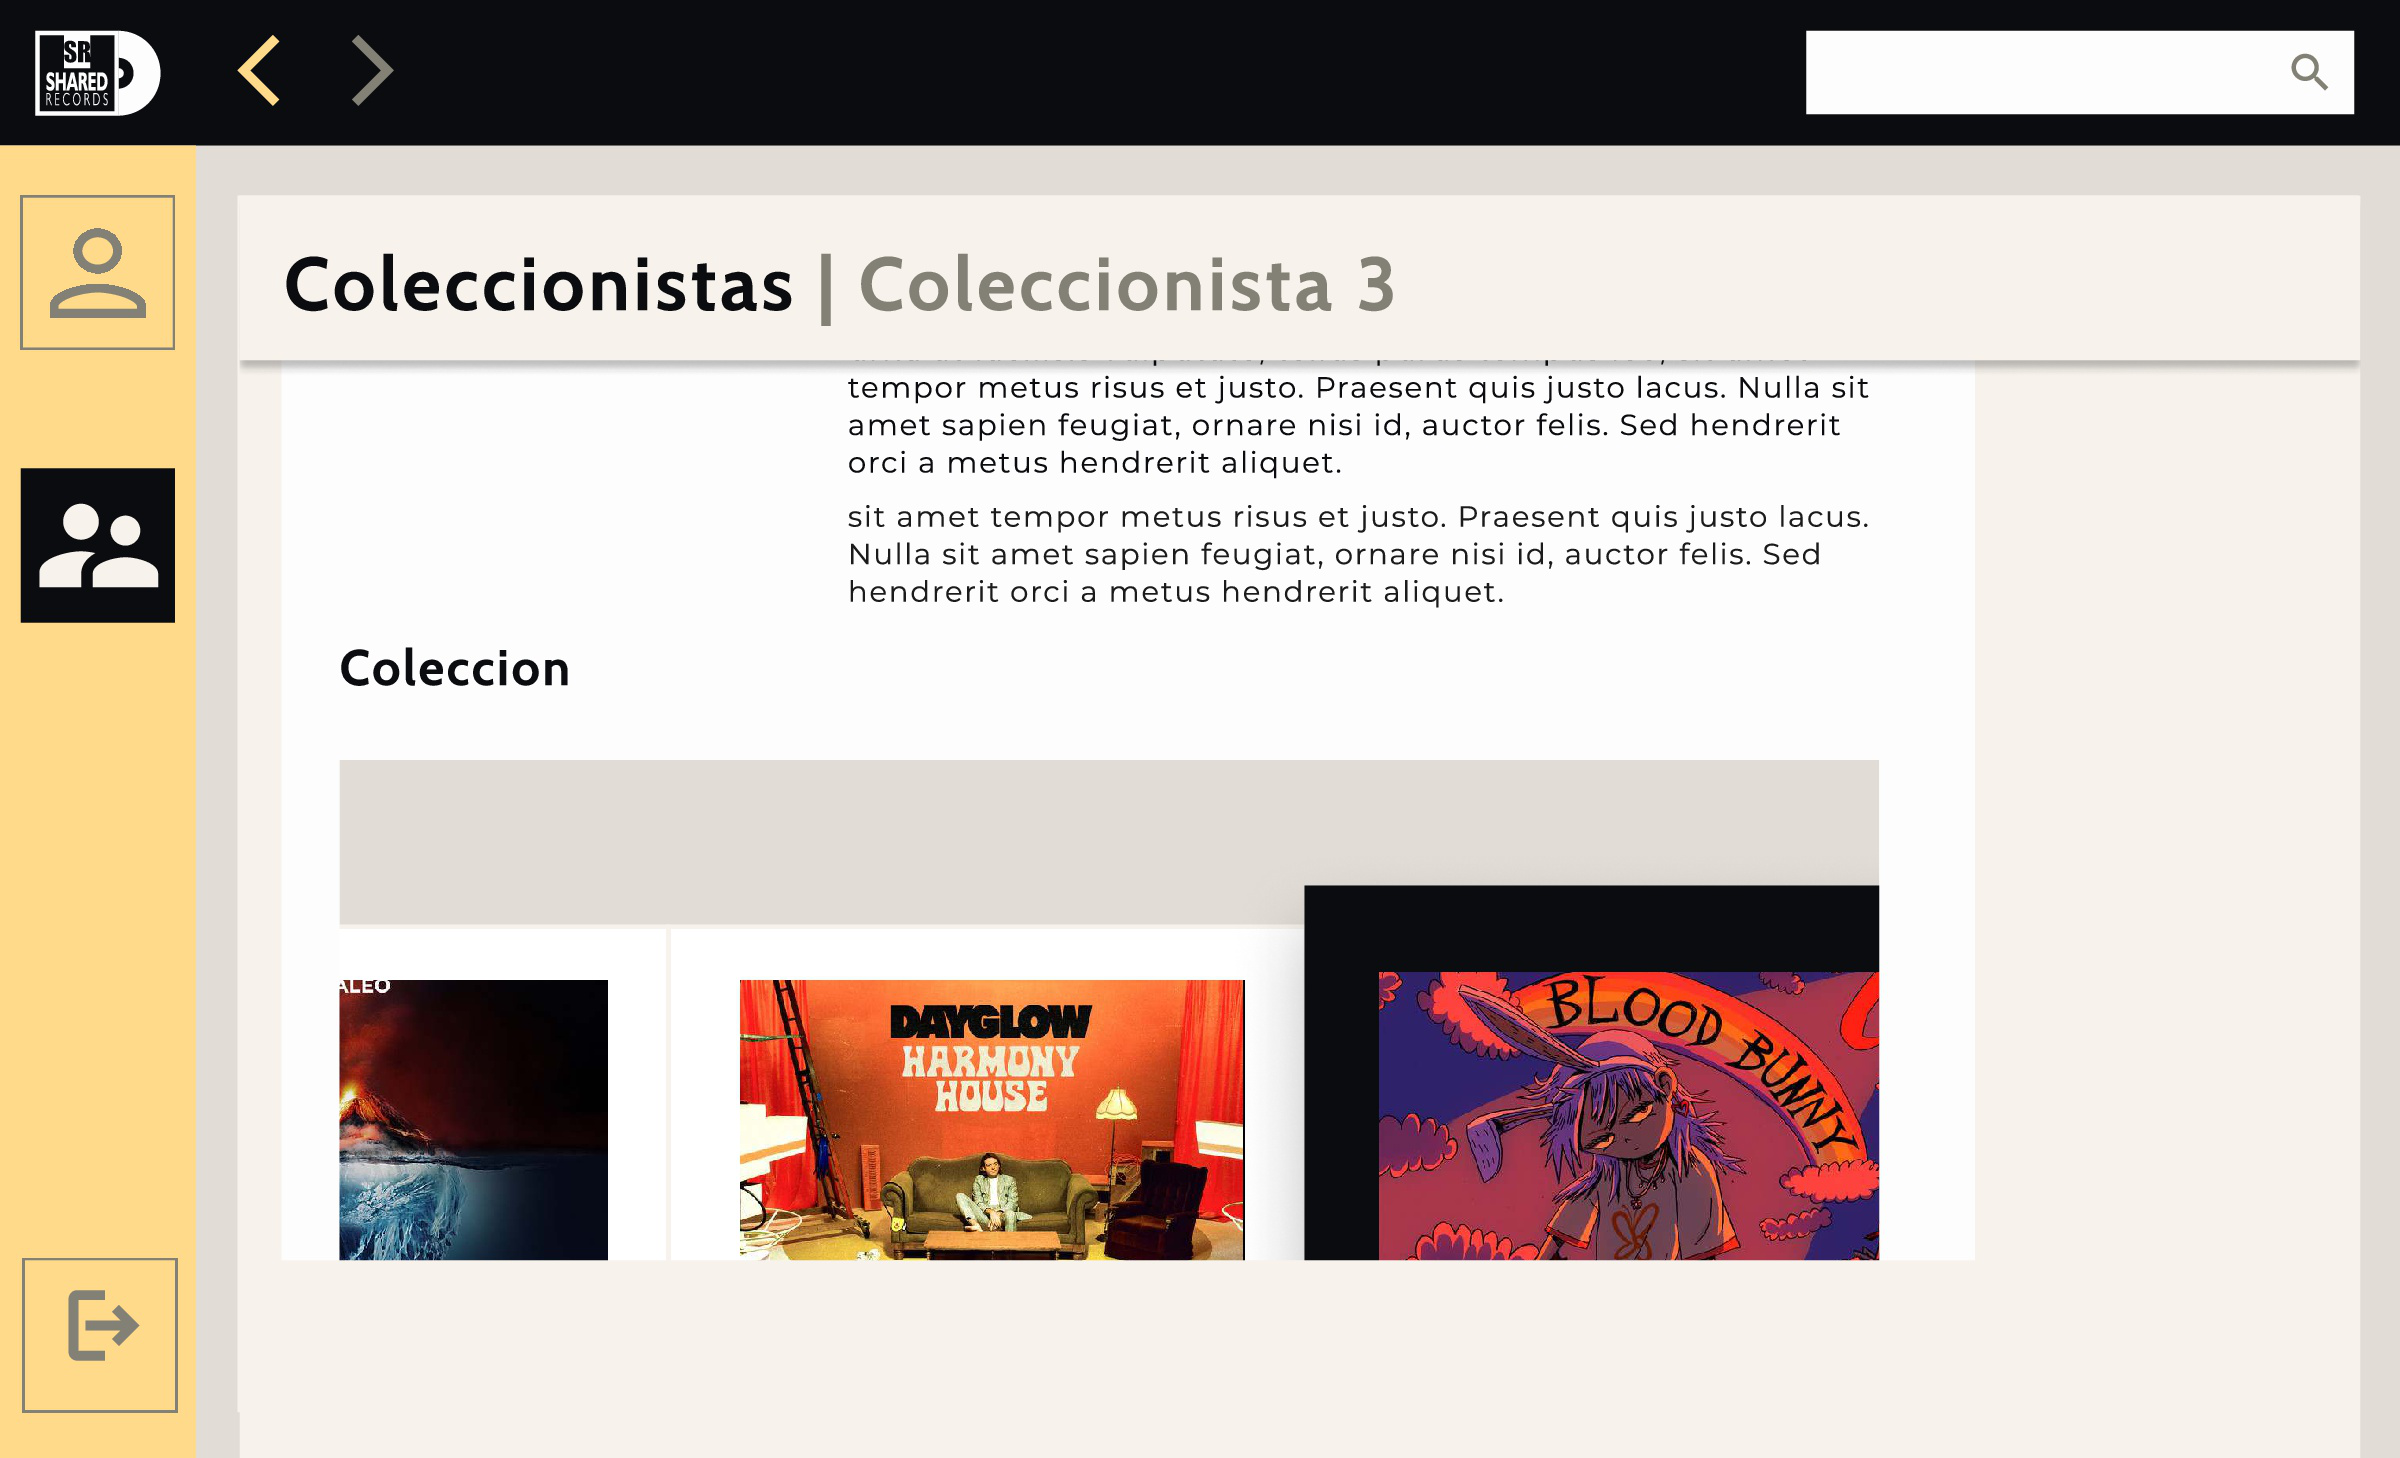 SR
SHARED
RECORDS
Coleccionistas | Coleccionista 3
tempor metus risus et justo. Praesent quis justo lacus. Nulla sit
amet sapien feugiat, ornare nisi id, auctor felis. Sed hendrerit
orci a metus hendrerit aliquet.
sit amet tempor metus risus et justo. Praesent quis justo lacus.
Nulla sit amet sapien feugiat, ornare nisi id, auctor felis. Sed
hendrerit orci a metus hendrerit aliquet.
Coleccion
ALEO
DAYGLOW
HARMONY
HOUSE
BLOOD BUNNY